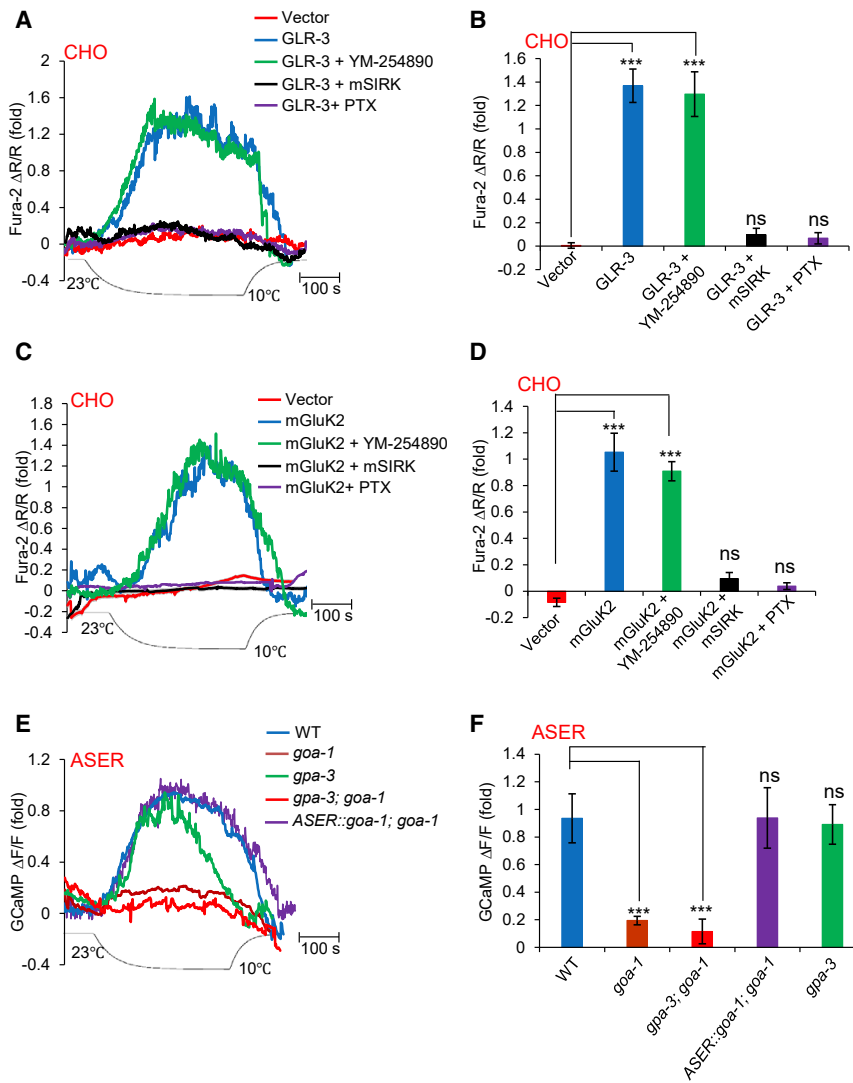 A
CHO
Vector
GLR-3
GLR-3 + YM-254890
GLR-3 + mSIRK
GLR-3+ PTX
Fura-2 ΔR/R (fold)
2
1.6
1.2
0.8
0.4
0
-0.4
23℃
10℃
100 s
B
CHO
Fura-2 ΔR/R (fold)
1.6
1.4
1.2
1
0.8
0.6
0.4
0.2
0
-0.2
***
***
ns
ns
Vector
GLR-3
GLR-3 +
YM-254890
GLR-3 +
mSIRK
GLR-3 + PTX
C
CHO
Vector
mGluK2
mGluK2 + YM-254890
mGluK2 + mSIRK
mGluK2+ PTX
Fura-2 ΔR/R (fold)
1.8
1.6
1.4
1.2
1
0.8
0.6
0.4
0.2
0
-0.2
-0.4
23℃
10℃
100 s
D
CHO
Fura-2 ΔR/R (fold)
1.4
1.2
1
0.8
0.6
0.4
0.2
0
-0.2
***
***
ns
ns
Vector
mGluK2
mGluK2 +
YM-254890
mGluK2 +
mSIRK
mGluK2 + PTX
E
ASER
WT
goa-1
gpa-3
gpa-3; goa-1
ASER::goa-1; goa-1
GCaMP ΔF/F (fold)
1.2
0.8
0.4
0
-0.4
23℃
10℃
100 s
F
ASER
GCaMP ΔF/F (fold)
1.4
1.2
1
0.8
0.6
0.4
0.2
0
***
***
ns
ns
WT
goa-1
gpa-3; goa-1
ASER::goa-1; goa-1
gpa-3